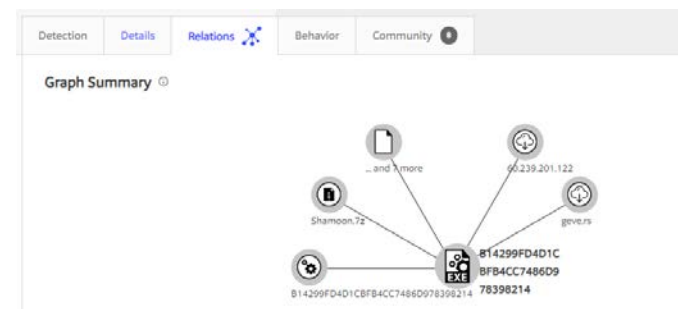 Detection Details Relations Behavior Community
Graph Summary
... and 7 more
60.239.201.122
Shamoon.7z
geve.rs
EXE
B14299FD4D1C
BFB4CC7486D9
78398214
B14299FD4D1CBFB4CC7486D978398214